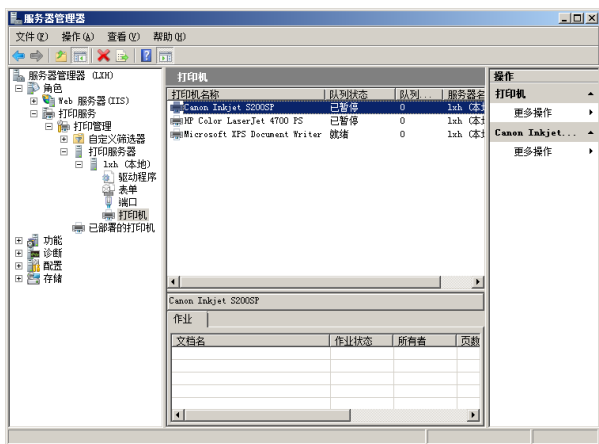 服务器管理器
文件(F) 操作(A) 查看(V) 帮助(H)
服务器管理器 (LXH)
角色
Web 服务器(IIS)
打印服务
打印管理
自定义筛选器
打印服务器
lxh (本地)
驱动程序
表单
端口
打印机
已部署的打印机
功能
诊断
配置
存储
打印机
打印机名称 队列状态 队列... 服务器名
Canon Inkjet S200SP 已暂停 0 lxh (本地
HP Color LaserJet 4700 PS 已暂停 0 lxh (本地
Microsoft XPS Document Writer 就绪 0 lxh (本地
Canon Inkjet S200SP
作业
文档名 作业状态 所有者 页数
操作
打印机
更多操作
Canon Inkjet...
更多操作